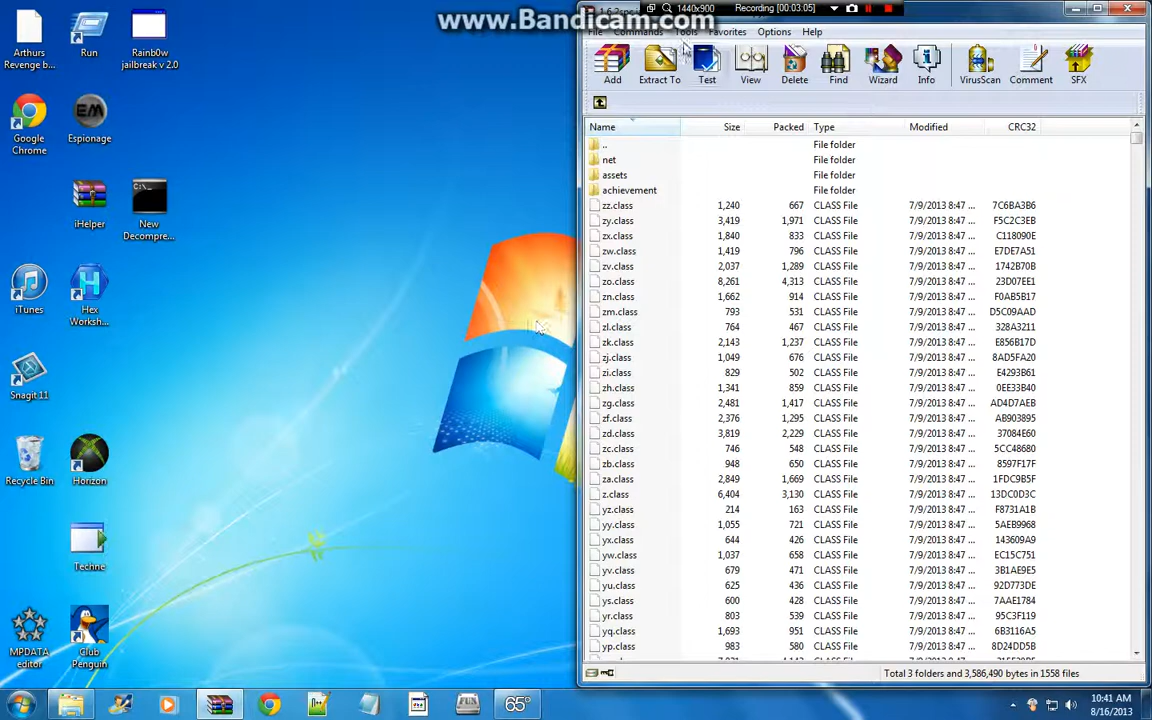 www.Bandicam.com
1440x900
Recording [00:03:05]
Arthurs
Revenge b...
Run
Rainb0w
jailbreak v 2.0
Google
Chrome
Espionage
iHelper
New
Decompre...
iTunes
Hex
Worksh...
Snagit 11
Recycle Bin
Horizon
Techne
MPDATA
editor
Club
Penguin
File Commands Tools Favorites Options Help
Add Extract To Test View Delete Find Wizard Info VirusScan Comment SFX
Name Size Packed Type Modified CRC32
.. File folder
net File folder
assets File folder
achievement File folder
zz.class 1,240 667 CLASS File 7/9/2013 8:47 ... 7C6BA3B6
zy.class 3,419 1,971 CLASS File 7/9/2013 8:47 ... F5C2C3EB
zx.class 1,840 833 CLASS File 7/9/2013 8:47 ... C118090E
zw.class 1,419 796 CLASS File 7/9/2013 8:47 ... E7DE7A51
zv.class 2,037 1,289 CLASS File 7/9/2013 8:47 ... 1742B70B
zo.class 8,261 4,313 CLASS File 7/9/2013 8:47 ... 23D07EE1
zn.class 1,662 914 CLASS File 7/9/2013 8:47 ... F0AB5B17
zm.class 793 531 CLASS File 7/9/2013 8:47 ... D5C09AAD
zl.class 764 467 CLASS File 7/9/2013 8:47 ... 328A3211
zk.class 2,143 1,237 CLASS File 7/9/2013 8:47 ... E856B17D
zj.class 1,049 676 CLASS File 7/9/2013 8:47 ... 8AD5FA20
zi.class 829 502 CLASS File 7/9/2013 8:47 ... E4293B61
zh.class 1,341 859 CLASS File 7/9/2013 8:47 ... 0EE33B40
zg.class 2,481 1,417 CLASS File 7/9/2013 8:47 ... AD4D7AEB
zf.class 2,376 1,295 CLASS File 7/9/2013 8:47 ... AB903895
zd.class 3,819 2,229 CLASS File 7/9/2013 8:47 ... 37084E60
zc.class 746 548 CLASS File 7/9/2013 8:47 ... 5CC48680
zb.class 948 650 CLASS File 7/9/2013 8:47 ... 8597F17F
za.class 2,849 1,669 CLASS File 7/9/2013 8:47 ... 1FDC9B5F
z.class 6,404 3,130 CLASS File 7/9/2013 8:47 ... 13DC0D3C
yz.class 214 163 CLASS File 7/9/2013 8:47 ... F8731A1B
yy.class 1,055 721 CLASS File 7/9/2013 8:47 ... 5AEB9968
yx.class 644 426 CLASS File 7/9/2013 8:47 ... 143609A9
yw.class 1,037 658 CLASS File 7/9/2013 8:47 ... EC15C751
yv.class 679 471 CLASS File 7/9/2013 8:47 ... 3B1AE9E5
yu.class 625 436 CLASS File 7/9/2013 8:47 ... 92D773DE
ys.class 600 428 CLASS File 7/9/2013 8:47 ... 7AAE1784
yr.class 803 539 CLASS File 7/9/2013 8:47 ... 95C3F119
yq.class 1,693 951 CLASS File 7/9/2013 8:47 ... 6B3116A5
yp.class 983 580 CLASS File 7/9/2013 8:47 ... 8D24DD5B
Total 3 folders and 3,586,490 bytes in 1558 files
FUN
65°
10:41 AM
8/16/2013